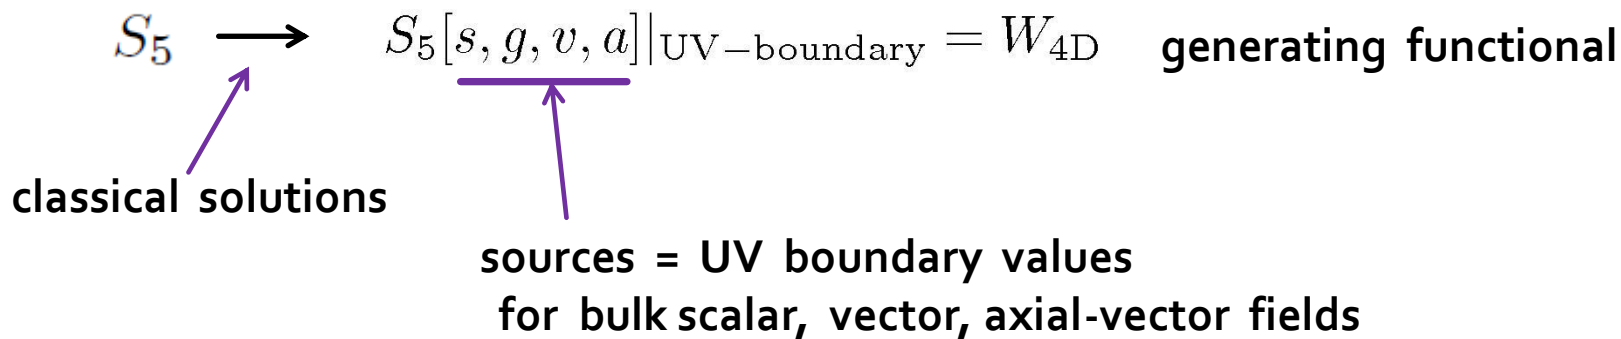 S₅ ⟶ S₅[s, g, v, a]|UV−boundary = W₄D generating functional
classical solutions
sources = UV boundary values
for bulk scalar, vector, axial-vector fields